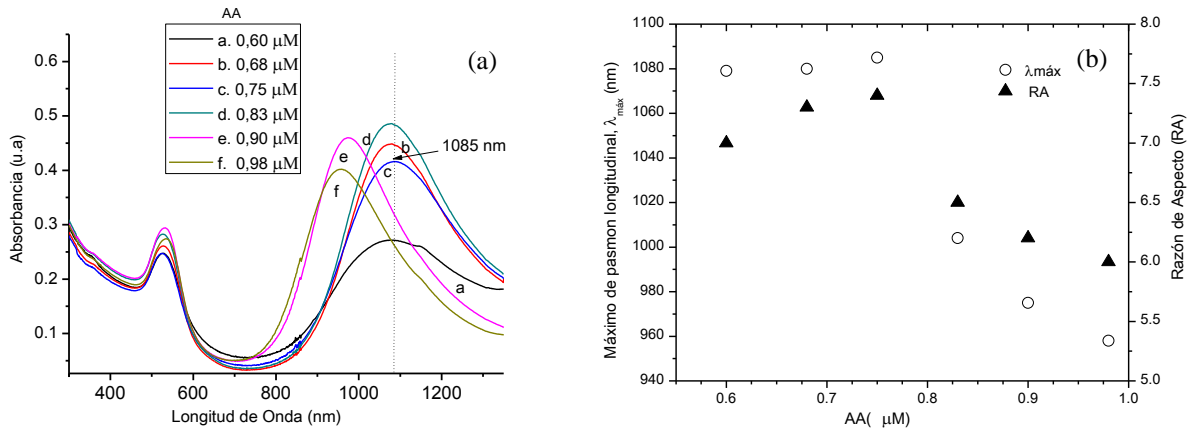 AA
a. 0,60 μM
b. 0,68 μM
c. 0,75 μM
d. 0,83 μM
e. 0,90 μM
f. 0,98 μM
(a)
0.6
0.5
0.4
0.3
0.2
0.1
Absorbancia (u.a)
d
b
e
c
f
a
1085 nm
400 600 800 1000 1200
Longitud de Onda (nm)
(b)
λmáx
RA
1100
1080
1060
1040
1020
1000
980
960
940
Máximo de pasmon longitudinal, λmáx (nm)
8.0
7.5
7.0
6.5
6.0
5.5
5.0
Razón de Aspecto (RA)
0.6 0.7 0.8 0.9 1.0
AA( μM)